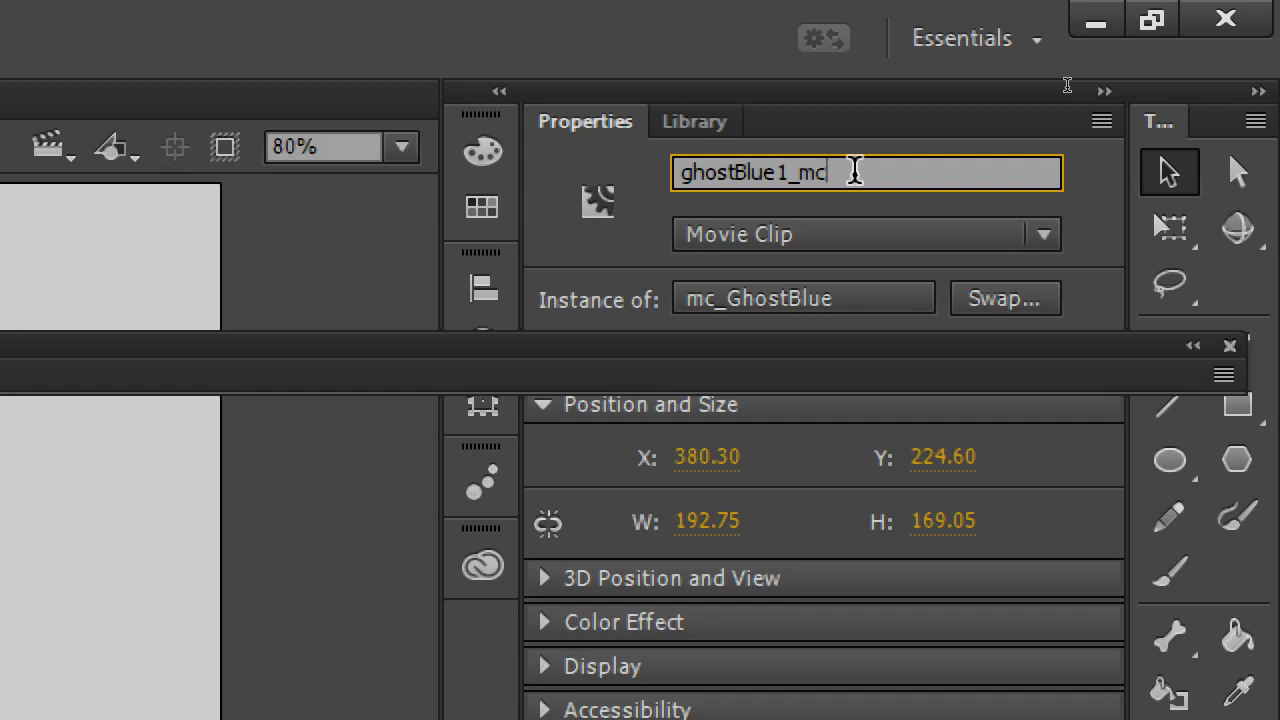 Essentials
Properties Library T...
80%
ghostBlue1_mc
Movie Clip
Instance of: mc_GhostBlue Swap...
Position and Size
X: 380.30 Y: 224.60
W: 192.75 H: 169.05
3D Position and View
Color Effect
Display
Accessibility